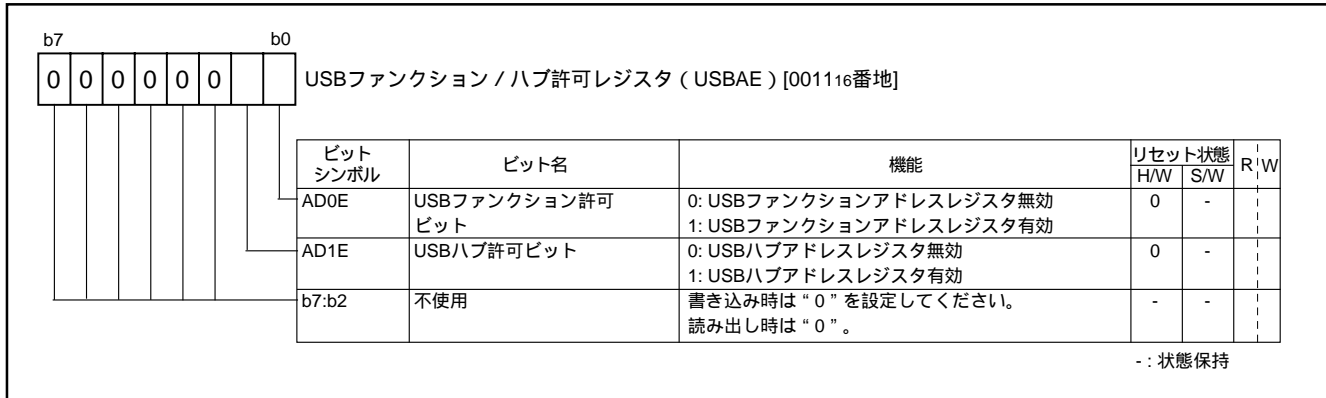 b7 b0
0 0 0 0 0 0
USBファンクション / ハブ許可レジスタ ( USBAE ) [001116番地]
ビット シンボル ビット名 機能 リセット状態 H/W S/W R W
AD0E USBファンクション許可 0: USBファンクションアドレスレジスタ無効 0 -
ビット 1: USBファンクションアドレスレジスタ有効
AD1E USBハブ許可ビット 0: USBハブアドレスレジスタ無効 0 -
1: USBハブアドレスレジスタ有効
b7:b2 不使用 書き込み時は “ 0 ” を設定してください。 - -
読み出し時は “ 0 ” 。
- : 状態保持